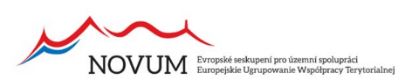 NOVUM
Evropské seskupení pro územní spolupráci
Europejskie Ugrupowanie Współpracy Terytorialnej